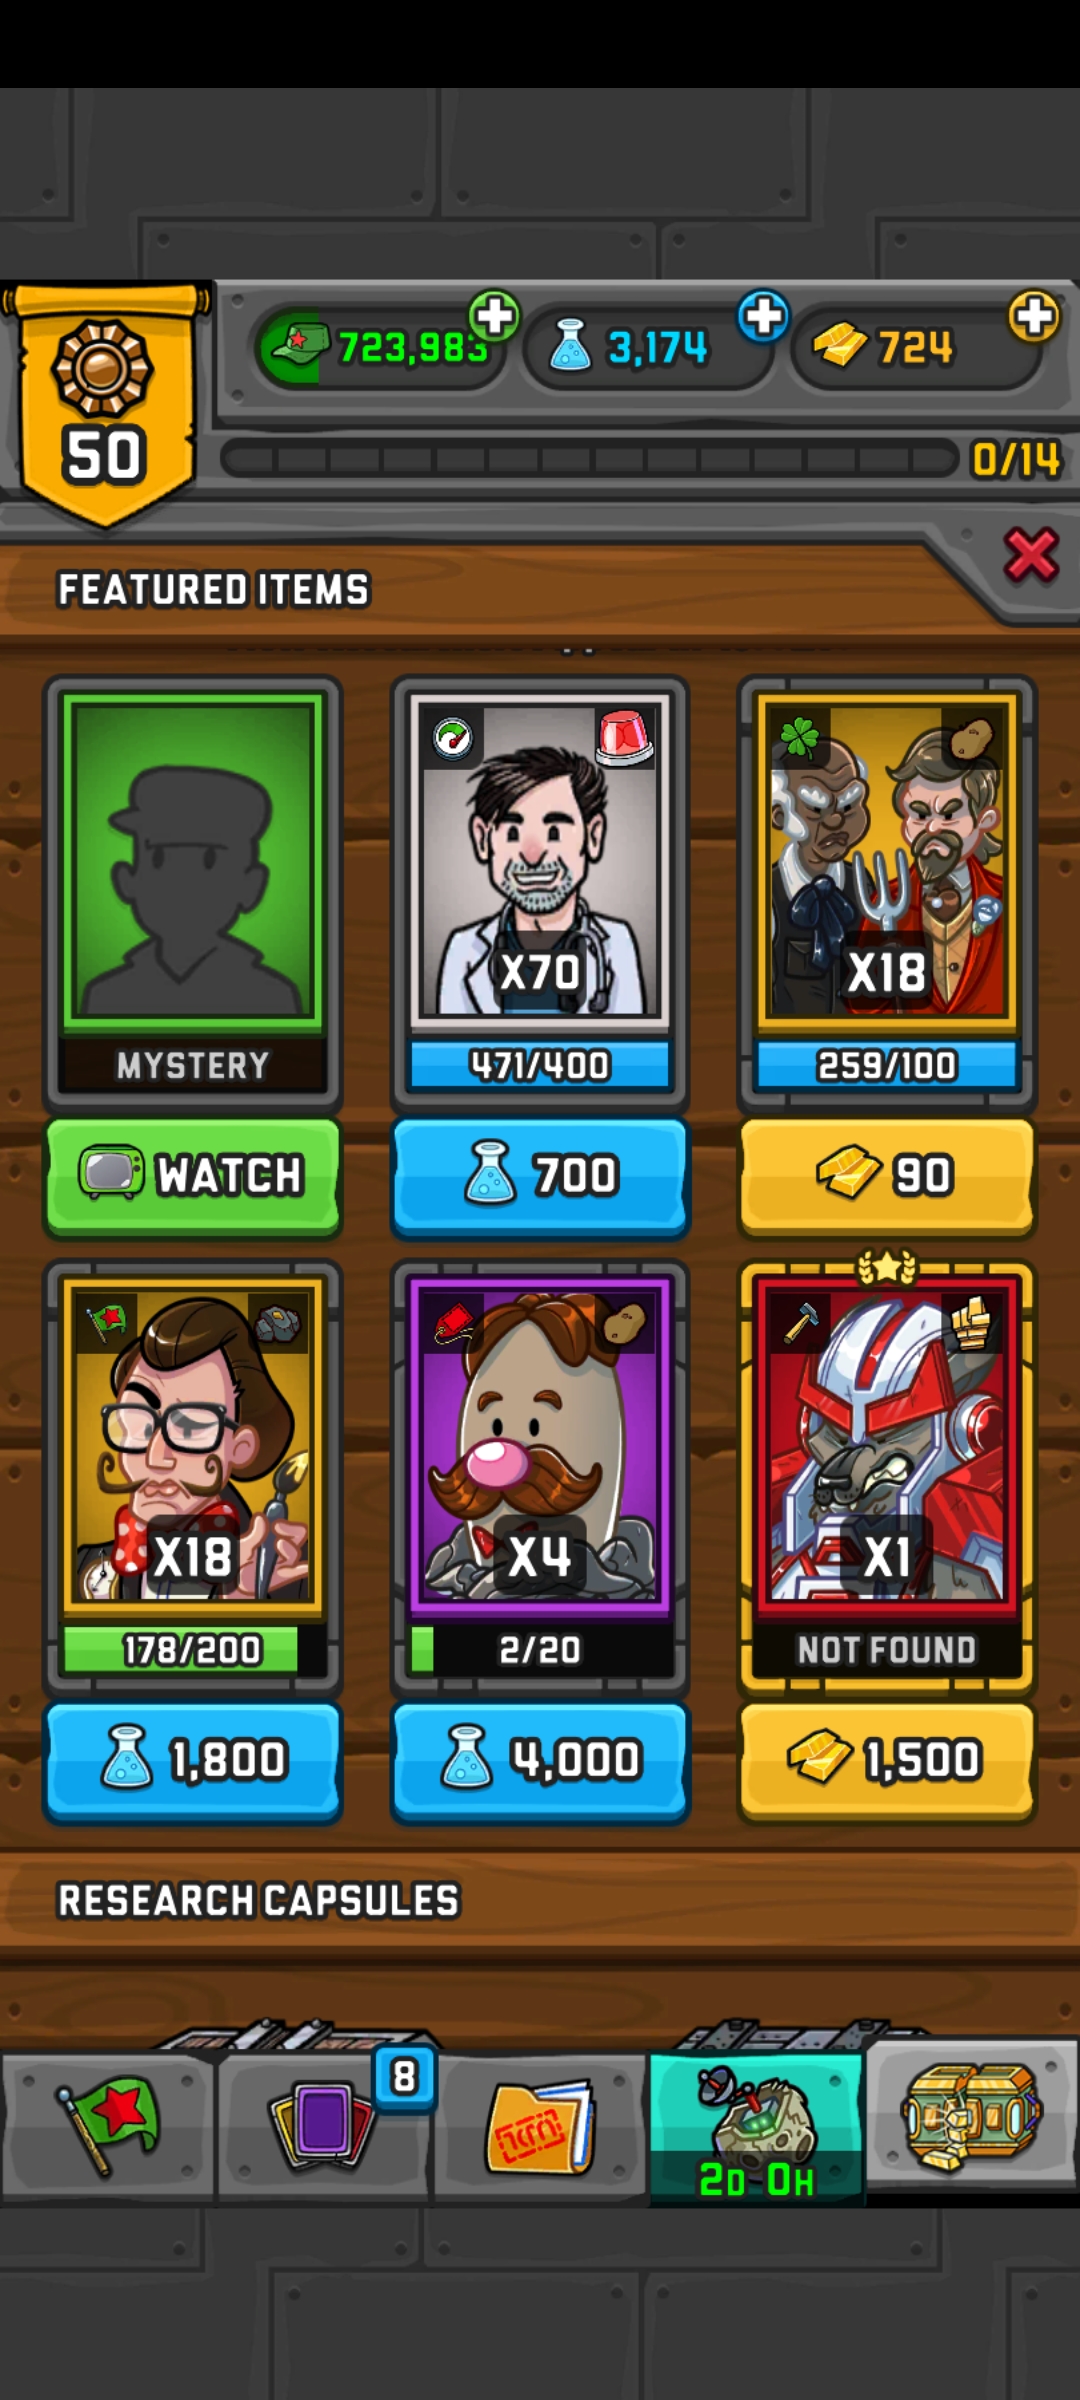 723,983
3,174
724
50
0/14
FEATURED ITEMS
X70
X18
MYSTERY
471/400
259/100
WATCH
700
90
X18
X4
X1
178/200
2/20
NOT FOUND
1,800
4,000
1,500
RESEARCH CAPSULES
8
2D 0H